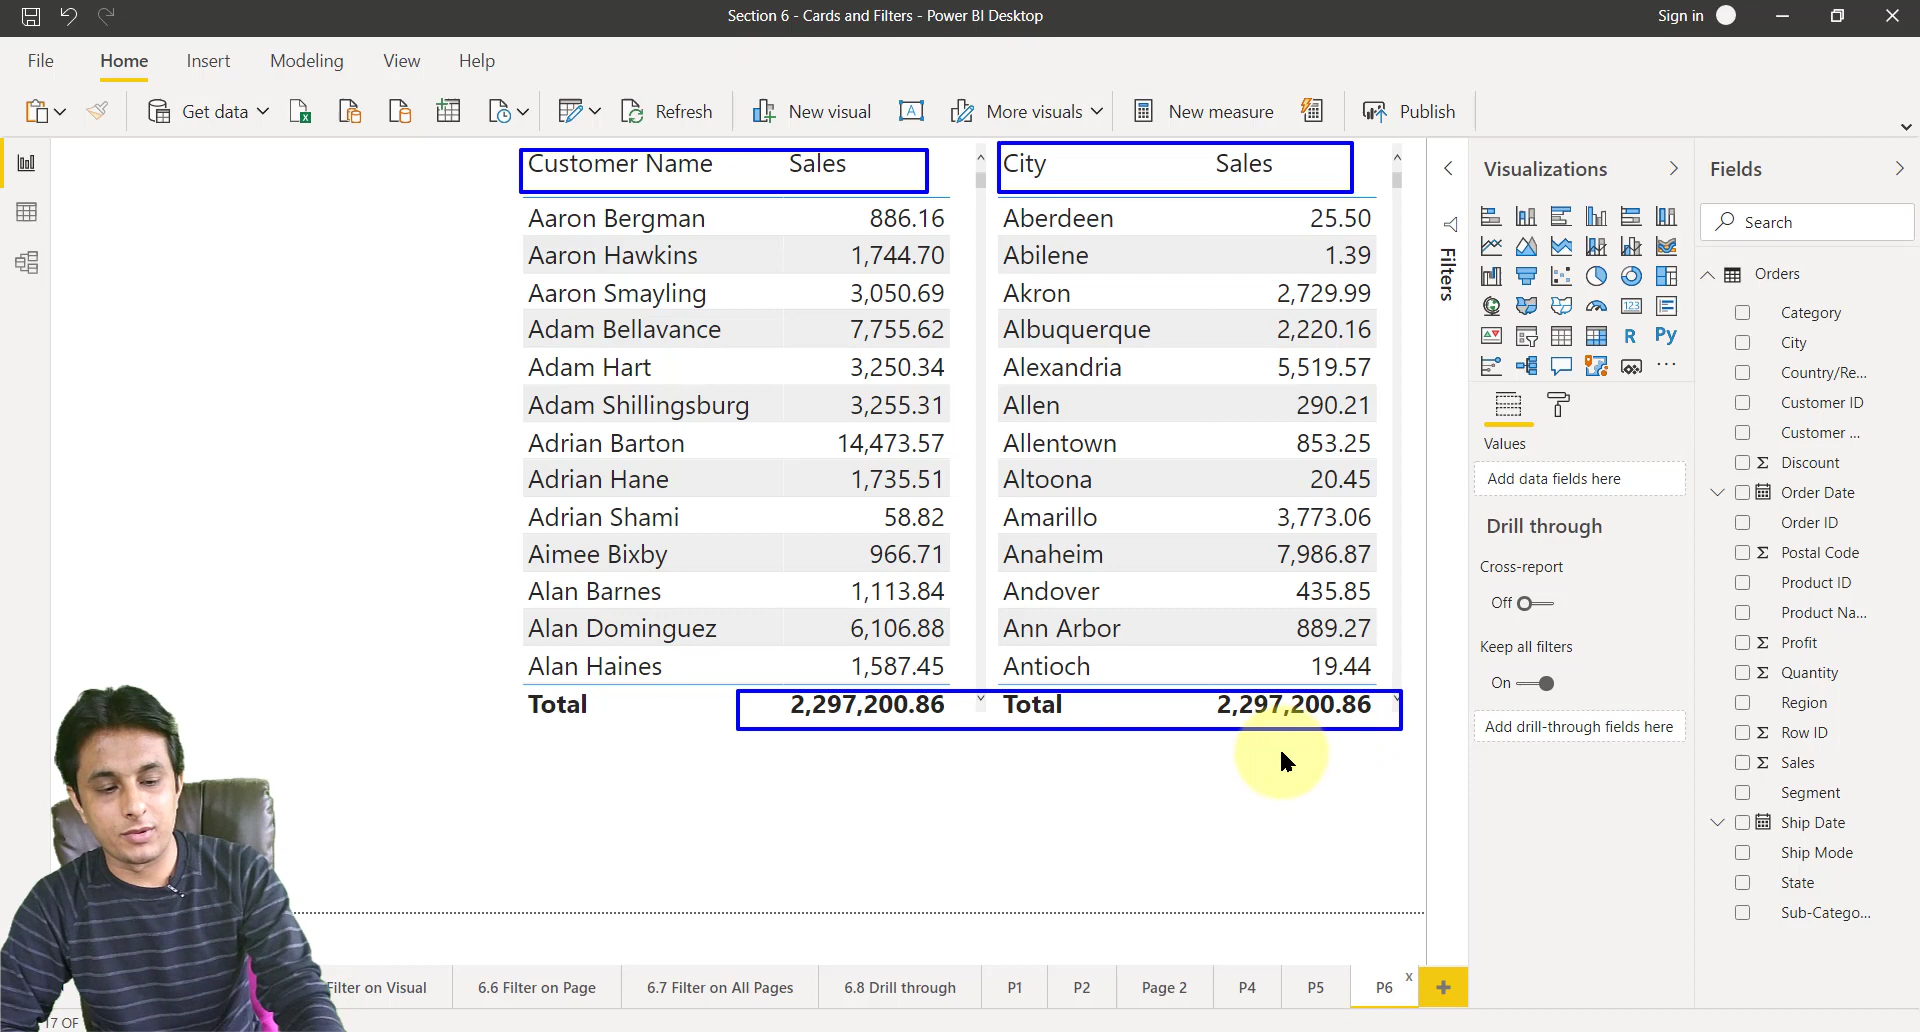 Section 6 - Cards and Filters - Power BI Desktop
Sign in
File Home Insert Modeling View Help
Get data Refresh New visual More visuals New measure Publish
Customer Name Sales
Aaron Bergman 886.16
Aaron Hawkins 1,744.70
Aaron Smayling 3,050.69
Adam Bellavance 7,755.62
Adam Hart 3,250.34
Adam Shillingsburg 3,255.31
Adrian Barton 14,473.57
Adrian Hane 1,735.51
Adrian Shami 58.82
Aimee Bixby 966.71
Alan Barnes 1,113.84
Alan Dominguez 6,106.88
Alan Haines 1,587.45
Total 2,297,200.86
City Sales
Aberdeen 25.50
Abilene 1.39
Akron 2,729.99
Albuquerque 2,220.16
Alexandria 5,519.57
Allen 290.21
Allentown 853.25
Altoona 20.45
Amarillo 3,773.06
Anaheim 7,986.87
Andover 435.85
Ann Arbor 889.27
Antioch 19.44
Total 2,297,200.86
Filters
Visualizations
123
R Py
Values
Add data fields here
Drill through
Cross-report
Off
Keep all filters
On
Add drill-through fields here
Fields
Search
Orders
Category
City
Country/Re...
Customer ID
Customer ...
Σ Discount
Order Date
Order ID
Σ Postal Code
Product ID
Product Na...
Σ Profit
Σ Quantity
Region
Σ Row ID
Σ Sales
Segment
Ship Date
Ship Mode
State
Sub-Catego...
Filter on Visual 6.6 Filter on Page 6.7 Filter on All Pages 6.8 Drill through P1 P2 Page 2 P4 P5 P6 x +
17 OF